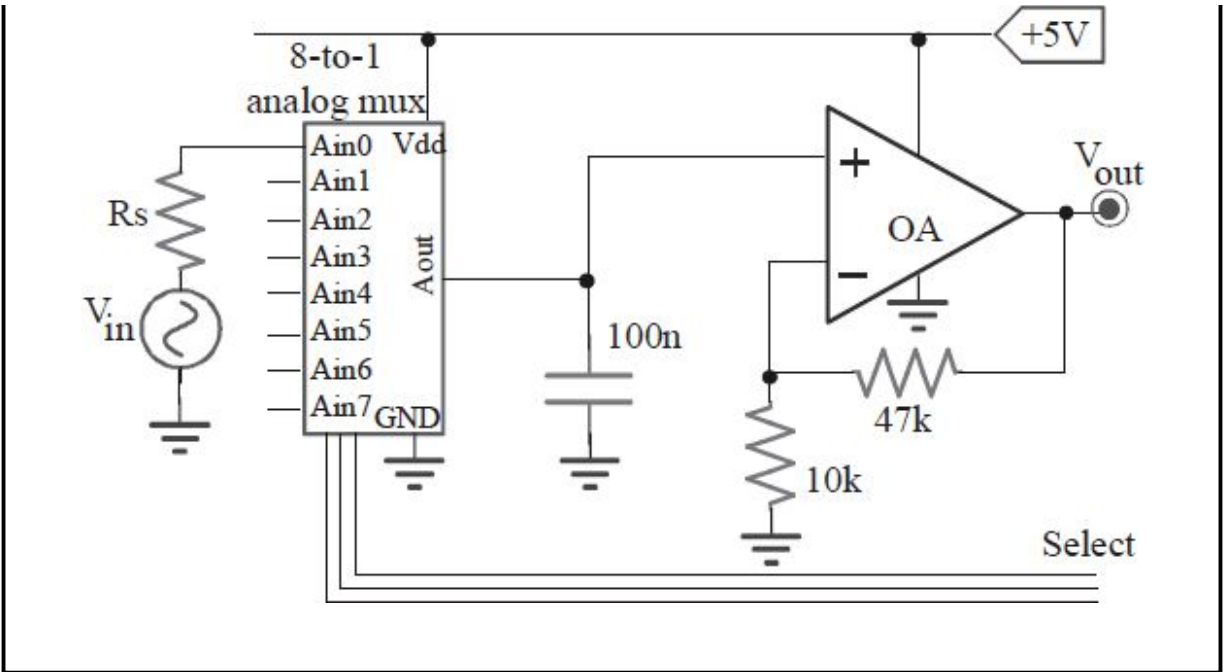 +5V
8-to-1
analog mux
Ain0
Vdd
Ain1
Ain2
Ain3
Ain4
Ain5
Ain6
Ain7
GND
Aout
Rs
Vin
100n
+
−
OA
Vout
47k
10k
Select